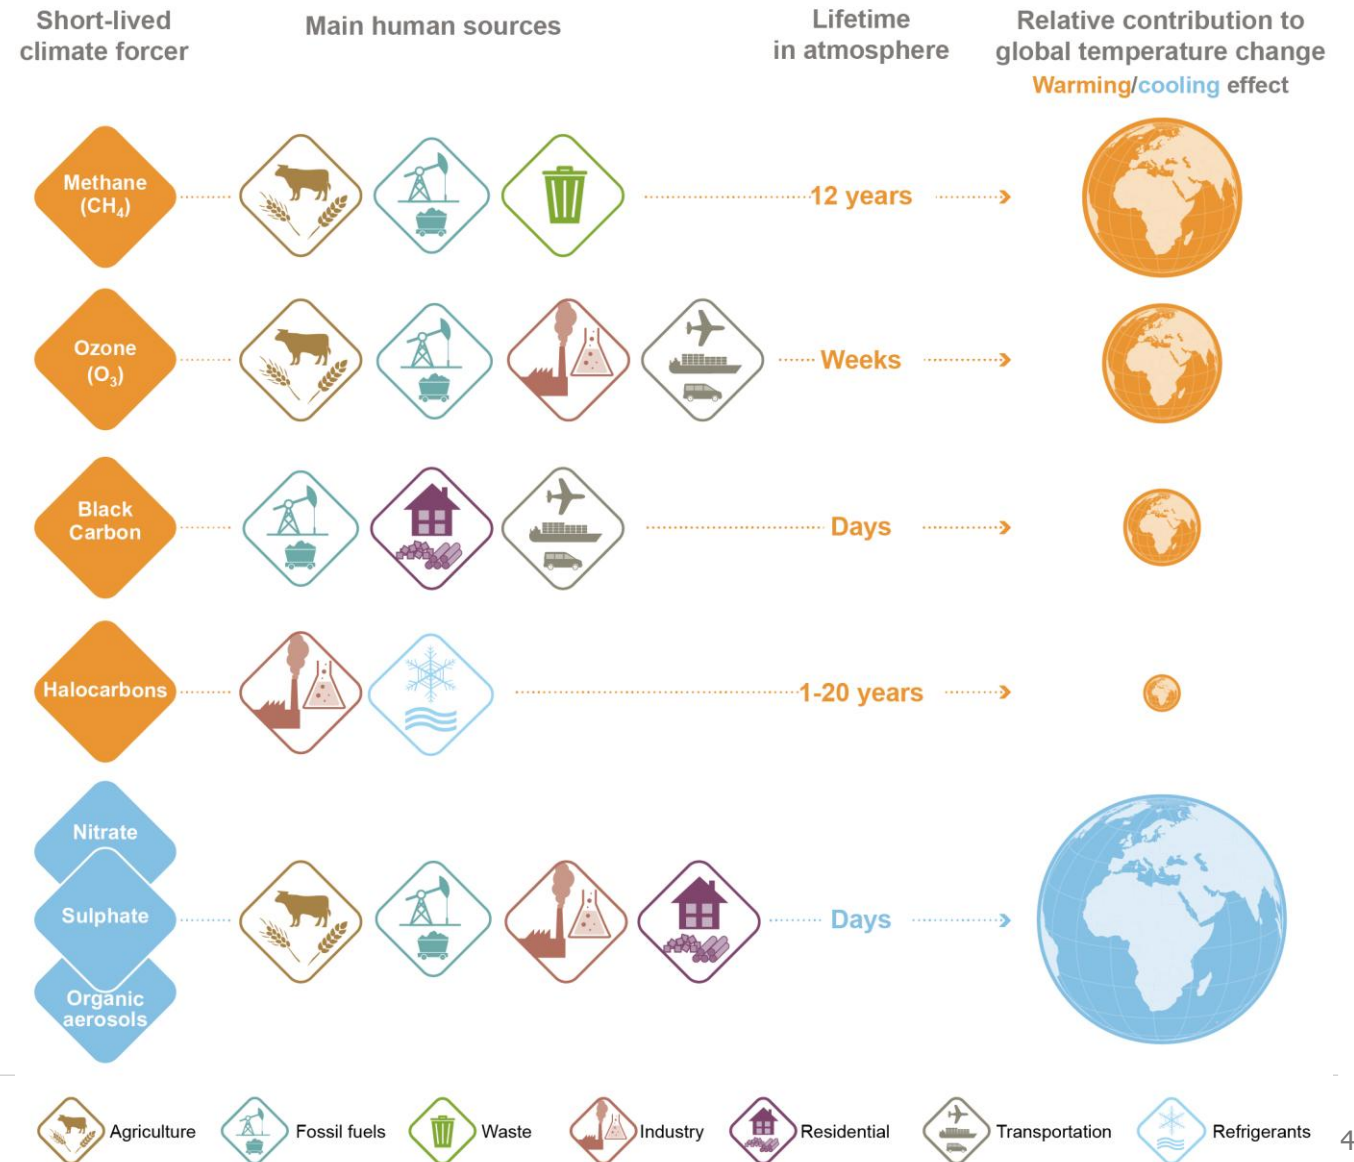 Short-lived
climate forcer
Main human sources
Lifetime
in atmosphere
Relative contribution to
global temperature change
Warming/cooling effect
Methane
(CH₄)
12 years
Ozone
(O₃)
Weeks
Black
Carbon
Days
Halocarbons
1-20 years
Nitrate
Sulphate
Organic
aerosols
Days
Agriculture
Fossil fuels
Waste
Industry
Residential
Transportation
Refrigerants
4